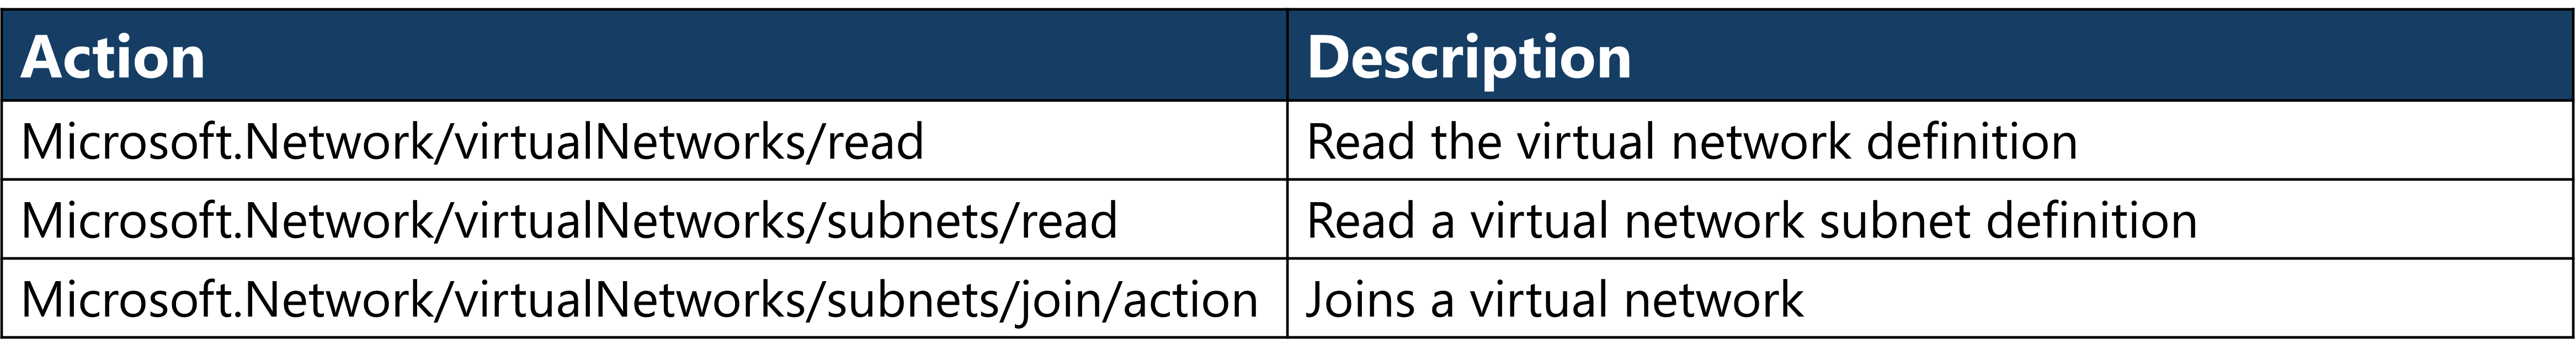 Action Description
Microsoft.Network/virtualNetworks/read Read the virtual network definition
Microsoft.Network/virtualNetworks/subnets/read Read a virtual network subnet definition
Microsoft.Network/virtualNetworks/subnets/join/action Joins a virtual network